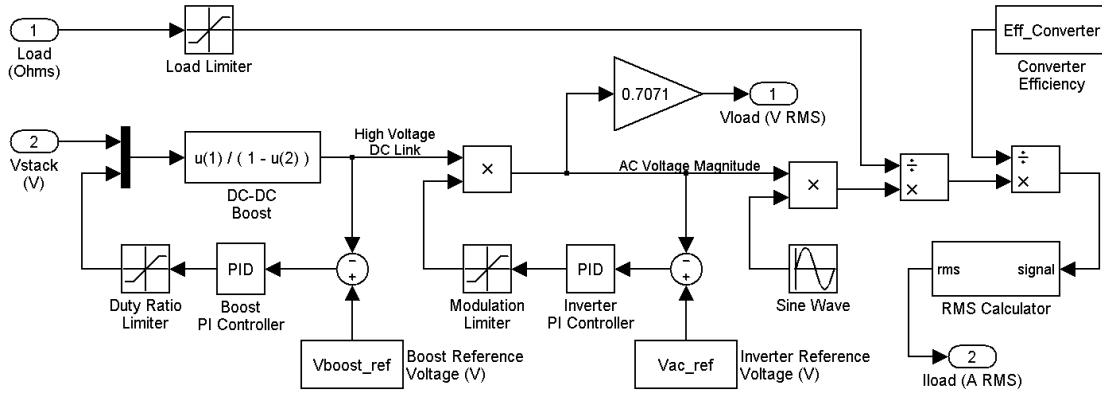 1
Load
(Ohms)
Load Limiter
Eff_Converter
Converter
Efficiency
0.7071
1
Vload (V RMS)
2
Vstack
(V)
u(1) / ( 1 - u(2) )
DC-DC
Boost
High Voltage
DC Link
×
AC Voltage Magnitude
×
÷
×
÷
×
Duty Ratio
Limiter
PID
Boost
PI Controller
−
+
Modulation
Limiter
PID
Inverter
PI Controller
−
+
Sine Wave
rms
signal
RMS Calculator
Vboost_ref
Boost Reference
Voltage (V)
Vac_ref
Inverter Reference
Voltage (V)
2
Iload (A RMS)